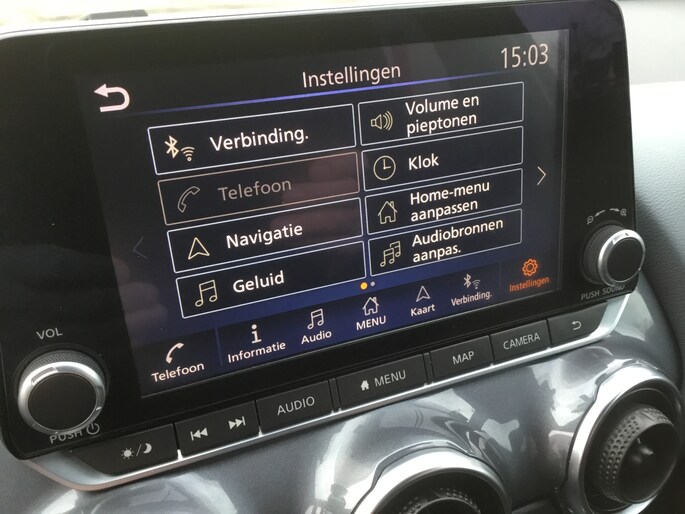 Instellingen
15:03
Verbinding.
Volume en
pieptonen
Telefoon
Klok
Navigatie
Home-menu
aanpassen
Geluid
Audiobronnen
aanpas.
Telefoon
Informatie
Audio
MENU
Kaart
Verbinding.
Instellingen
VOL
PUSH
PUSH SOUND
AUDIO
MENU
MAP
CAMERA